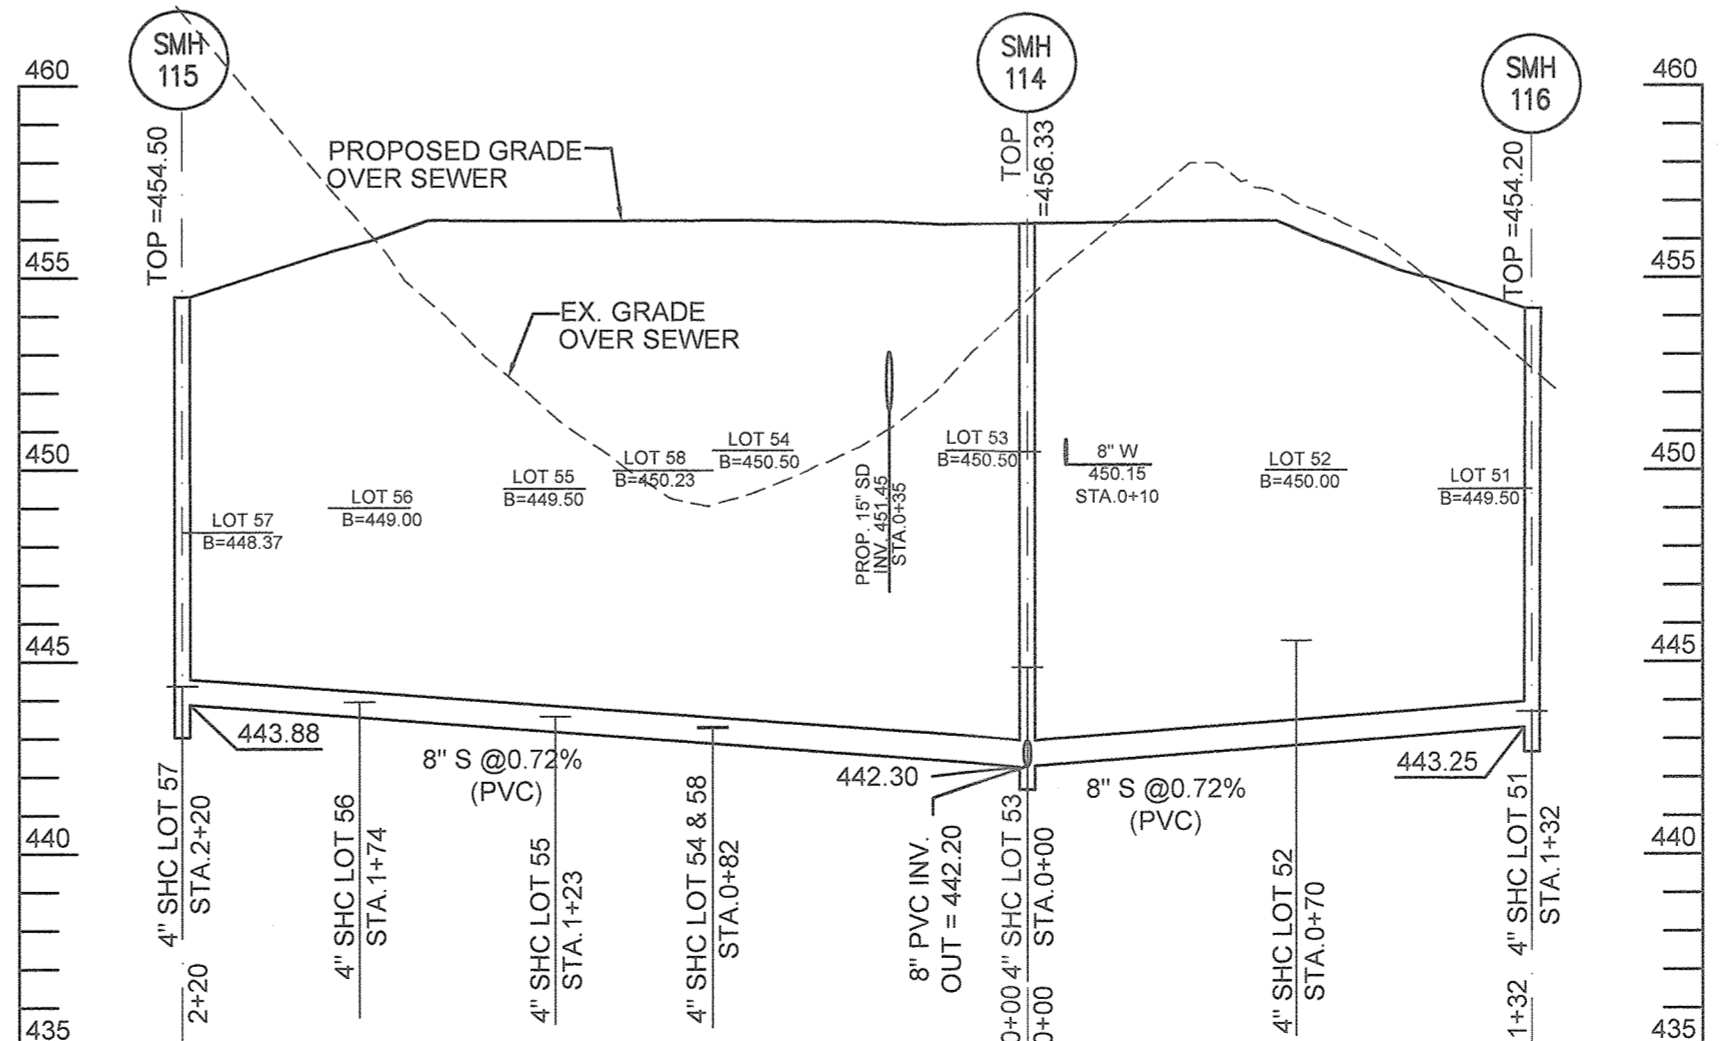 SMH
115
SMH
114
SMH
116
460
460
TOP =454.50
PROPOSED GRADE
OVER SEWER
TOP
=456.33
TOP =454.20
455
455
EX. GRADE
OVER SEWER
450
450
LOT 57
B=448.37
LOT 56
B=449.00
LOT 55
B=449.50
LOT 58
B=450.23
LOT 54
B=450.50
PROP. 15" SD
INV. 451.45
STA.0+35
LOT 53
B=450.50
8" W
450.15
STA.0+10
LOT 52
B=450.00
LOT 51
B=449.50
445
445
443.88
8" S @0.72%
(PVC)
442.30
8" S @0.72%
(PVC)
443.25
440
440
4" SHC LOT 57
STA.2+20
4" SHC LOT 56
STA.1+74
4" SHC LOT 55
STA.1+23
4" SHC LOT 54 & 58
STA.0+82
8" PVC INV.
OUT = 442.20
4" SHC LOT 53
STA.0+00
4" SHC LOT 52
STA.0+70
4" SHC LOT 51
STA.1+32
435
2+20
0+00
0+00
1+32
435